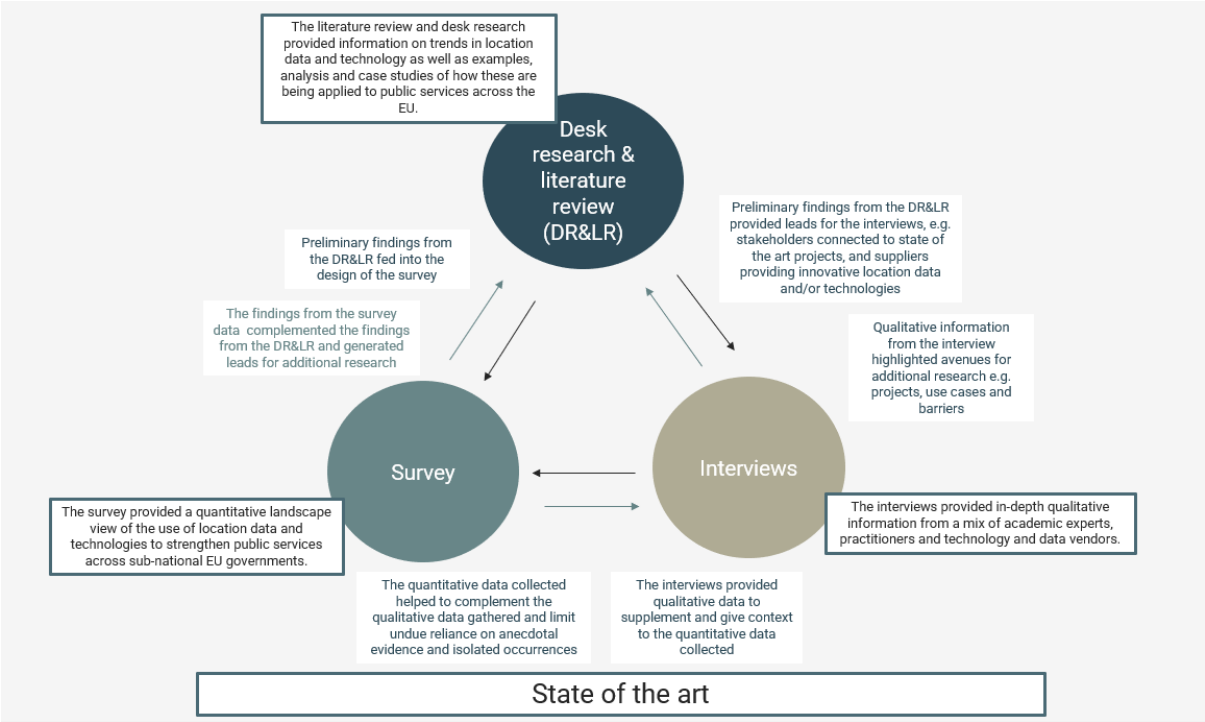 The literature review and desk research
provided information on trends in location
data and technology as well as examples,
analysis and case studies of how these are
being applied to public services across the
EU.
Desk
research &
literature
review
(DR&LR)
Preliminary findings from the DR&LR
provided leads for the interviews, e.g.
stakeholders connected to state of
the art projects, and suppliers
providing innovative location data
and/or technologies
Preliminary findings from
the DR&LR fed into the
design of the survey
The findings from the survey
data complemented the findings
from the DR&LR and generated
leads for additional research
Qualitative information
from the interview
highlighted avenues for
additional research e.g.
projects, use cases and
barriers
Survey
Interviews
The survey provided a quantitative landscape
view of the use of location data and
technologies to strengthen public services
across sub-national EU governments.
The interviews provided in-depth qualitative
information from a mix of academic experts,
practitioners and technology and data vendors.
The quantitative data collected
helped to complement the
qualitative data gathered and limit
undue reliance on anecdotal
evidence and isolated occurrences
The interviews provided
qualitative data to
supplement and give context
to the quantitative data
collected
State of the art